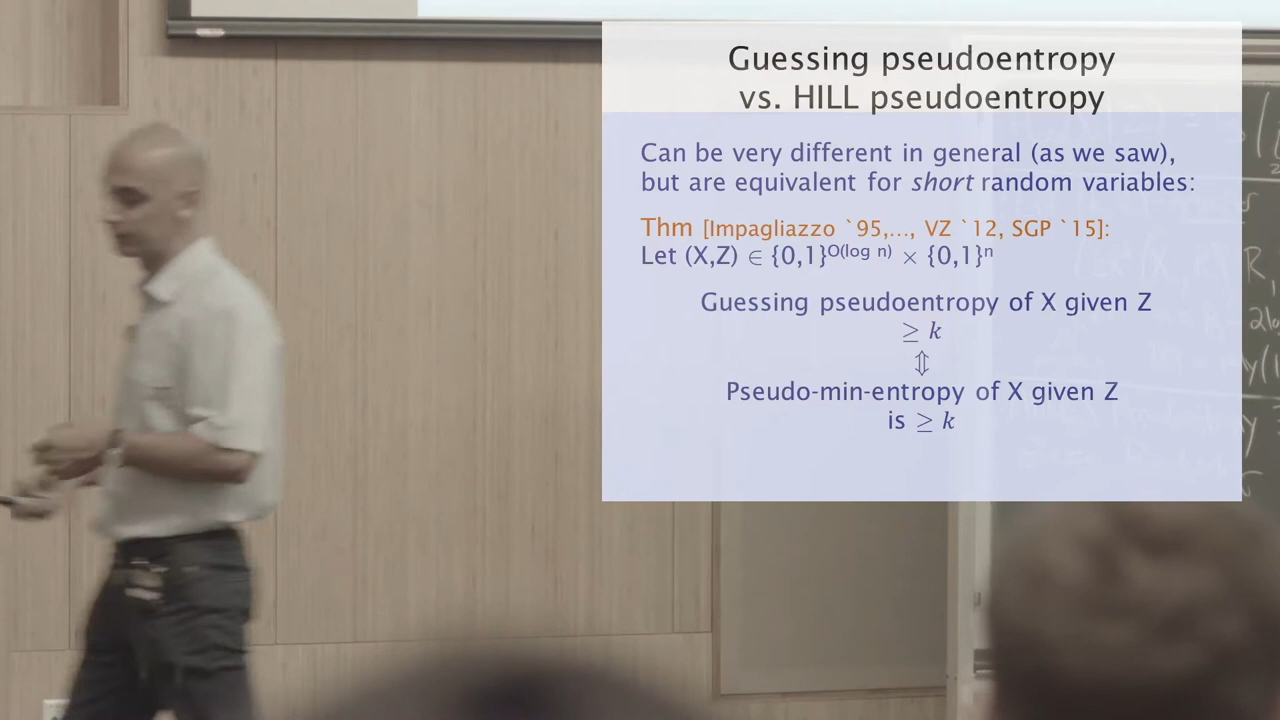 Guessing pseudoentropy
vs. HILL pseudoentropy
Can be very different in general (as we saw),
but are equivalent for short random variables:
Thm [Impagliazzo `95,..., VZ `12, SGP `15]:
Let (X,Z) ∈ {0,1}^O(log n) × {0,1}^n
Guessing pseudoentropy of X given Z
≥ k
⇕
Pseudo-min-entropy of X given Z
is ≥ k